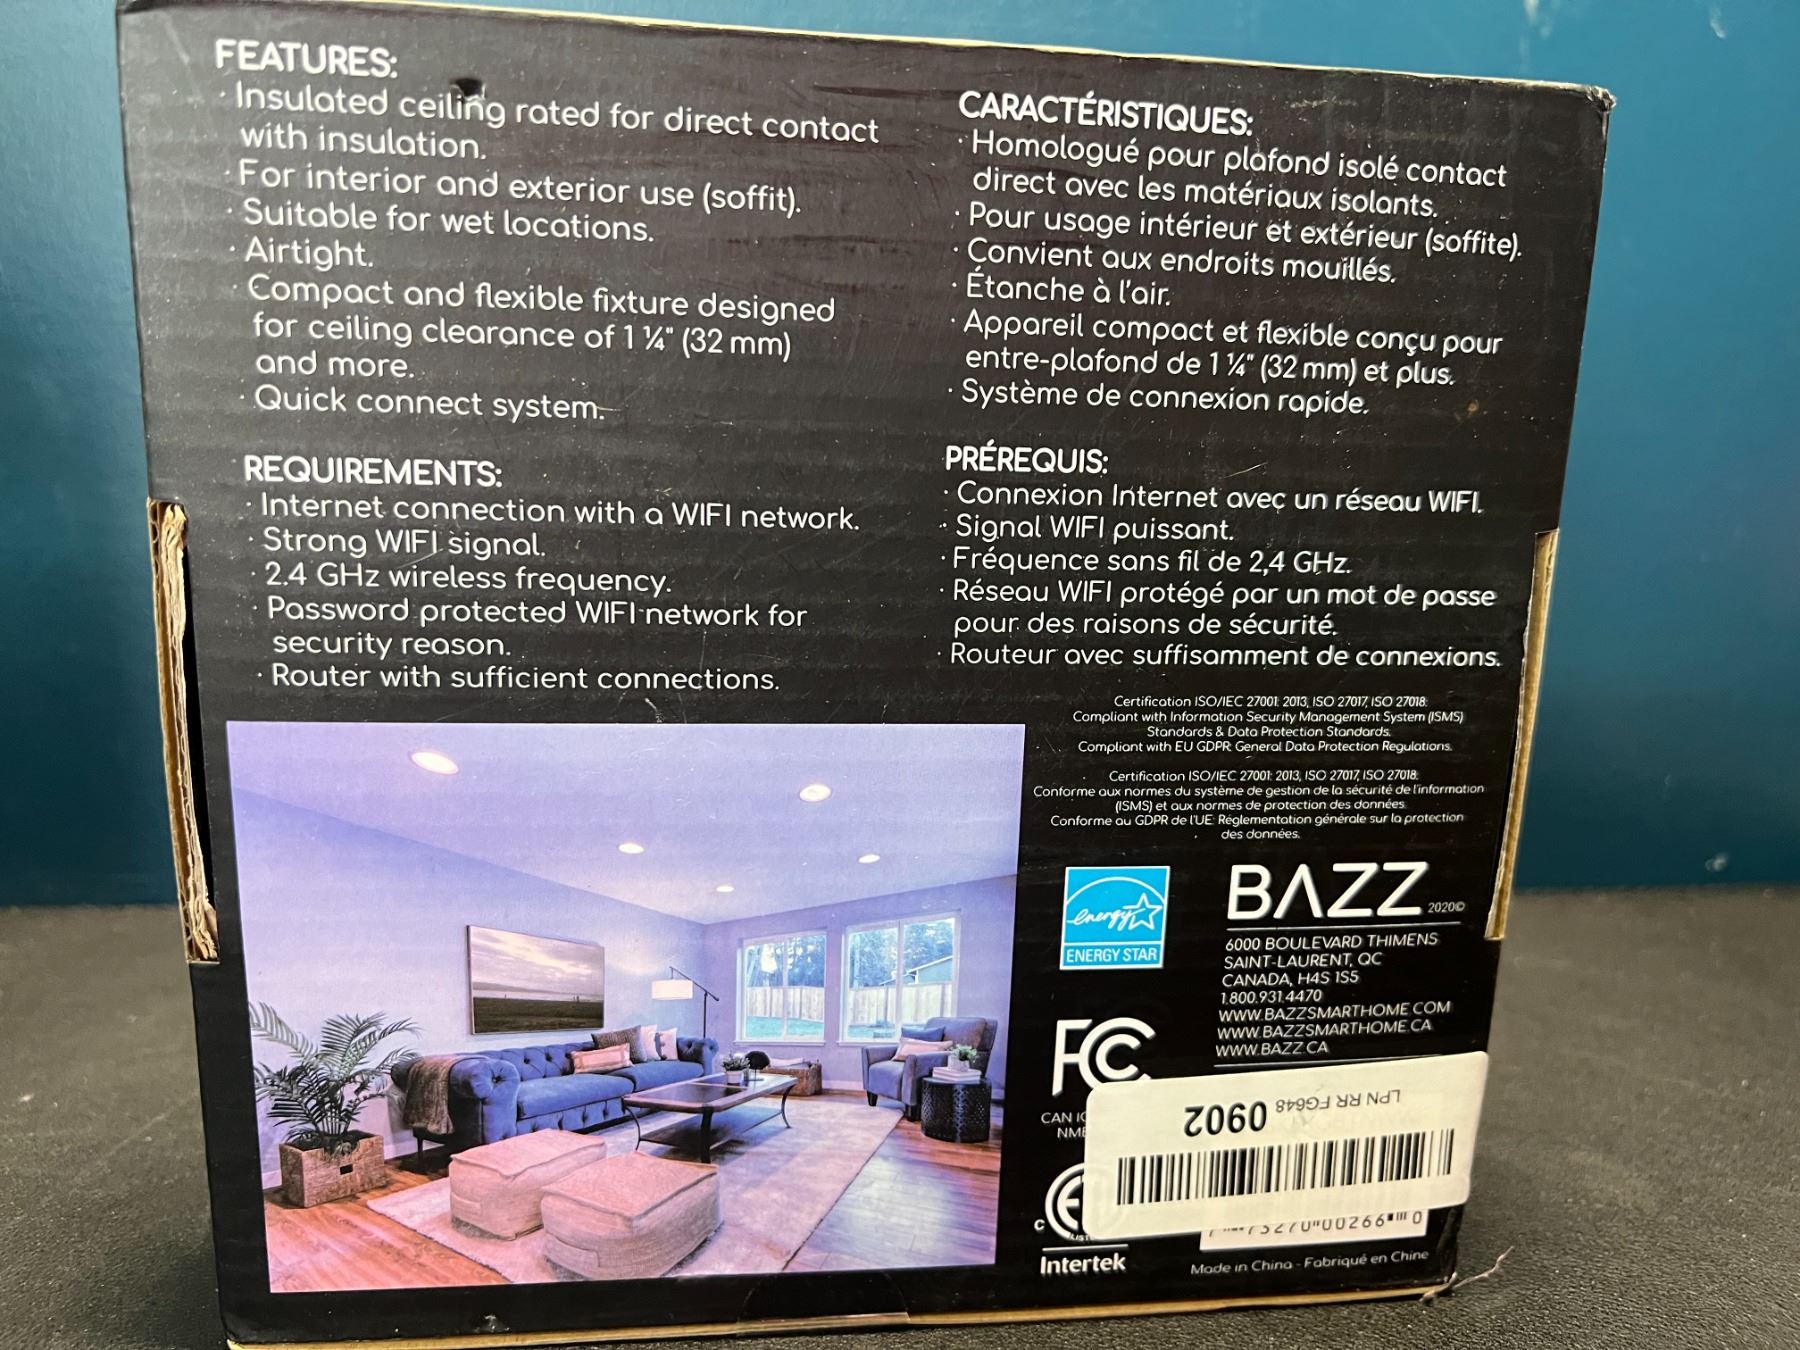 FEATURES:
· Insulated ceiling rated for direct contact
with insulation.
· For interior and exterior use (soffit).
· Suitable for wet locations.
· Airtight.
· Compact and flexible fixture designed
for ceiling clearance of 1 ¼" (32 mm)
and more.
· Quick connect system.
REQUIREMENTS:
· Internet connection with a WIFI network.
· Strong WIFI signal.
· 2.4 GHz wireless frequency.
· Password protected WIFI network for
security reason.
· Router with sufficient connections.
CARACTÉRISTIQUES:
· Homologué pour plafond isolé contact
direct avec les matériaux isolants.
· Pour usage intérieur et extérieur (soffite).
· Convient aux endroits mouillés.
· Étanche à l'air.
· Appareil compact et flexible conçu pour
entre-plafond de 1 ¼" (32 mm) et plus.
· Système de connexion rapide.
PRÉREQUIS:
· Connexion Internet avec un réseau WIFI.
· Signal WIFI puissant.
· Fréquence sans fil de 2,4 GHz.
· Réseau WIFI protégé par un mot de passe
pour des raisons de sécurité.
· Routeur avec suffisamment de connexions.
Certification ISO/IEC 27001: 2013, ISO 27017, ISO 27018.
Compliant with Information Security Management System (ISMS)
Standards & Data Protection Standards.
Compliant with EU GDPR: General Data Protection Regulations.
Certification ISO/IEC 27001: 2013, ISO 27017, ISO 27018.
Conforme aux normes du système de gestion de la sécurité de l'information
(ISMS) et aux normes de protection des données.
Conforme au GDPR de l'UE: Réglementation générale sur la protection
des données.
energy
ENERGY STAR
BAZZ 2020©
6000 BOULEVARD THIMENS
SAINT-LAURENT, QC
CANADA, H4S 1S5
1.800.931.4470
WWW.BAZZSMARTHOME.COM
WWW.BAZZSMARTHOME.CA
WWW.BAZZ.CA
FC
CAN IC
NMB
LPN RR FG648 0902
C
Intertek
00266 0
Made in China - Fabriqué en Chine